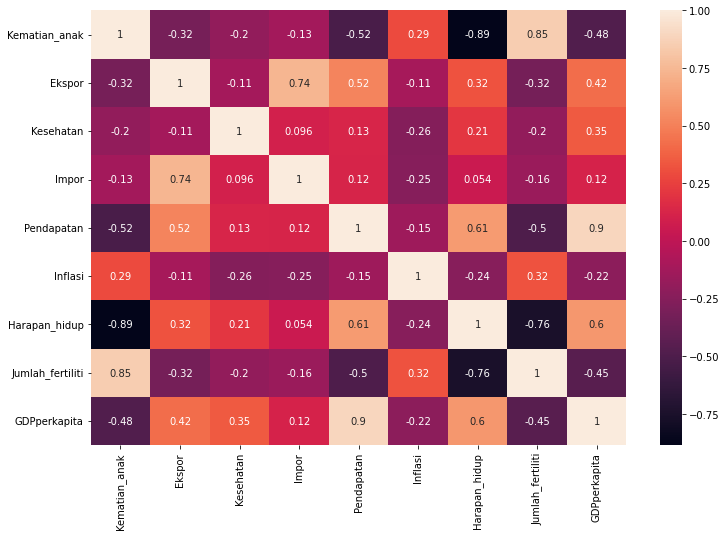 Kematian_anak 1 -0.32 -0.2 -0.13 -0.52 0.29 -0.89 0.85 -0.48
Ekspor -0.32 1 -0.11 0.74 0.52 -0.11 0.32 -0.32 0.42
Kesehatan -0.2 -0.11 1 0.096 0.13 -0.26 0.21 -0.2 0.35
Impor -0.13 0.74 0.096 1 0.12 -0.25 0.054 -0.16 0.12
Pendapatan -0.52 0.52 0.13 0.12 1 -0.15 0.61 -0.5 0.9
Inflasi 0.29 -0.11 -0.26 -0.25 -0.15 1 -0.24 0.32 -0.22
Harapan_hidup -0.89 0.32 0.21 0.054 0.61 -0.24 1 -0.76 0.6
Jumlah_fertiliti 0.85 -0.32 -0.2 -0.16 -0.5 0.32 -0.76 1 -0.45
GDPperkapita -0.48 0.42 0.35 0.12 0.9 -0.22 0.6 -0.45 1
Kematian_anak
Ekspor
Kesehatan
Impor
Pendapatan
Inflasi
Harapan_hidup
Jumlah_fertiliti
GDPperkapita
1.00
0.75
0.50
0.25
0.00
-0.25
-0.50
-0.75